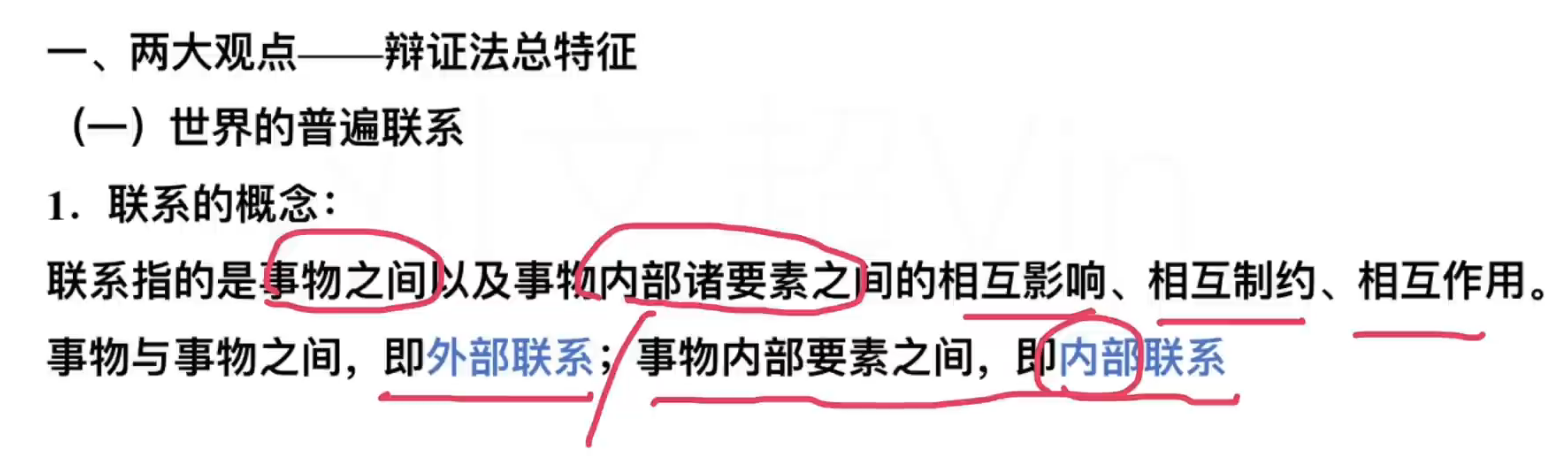 一、两大观点——辩证法总特征
（一）世界的普遍联系
1. 联系的概念：
联系指的是事物之间以及事物内部诸要素之间的相互影响、相互制约、相互作用。
事物与事物之间，即外部联系；事物内部要素之间，即内部联系